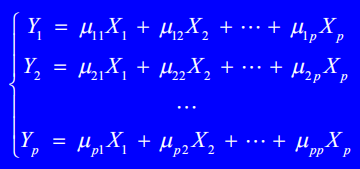 Y₁ = μ₁₁X₁ + μ₁₂X₂ + ⋯ + μ₁ₚXₚ
Y₂ = μ₂₁X₁ + μ₂₂X₂ + ⋯ + μ₂ₚXₚ
⋯
Yₚ = μₚ₁X₁ + μₚ₂X₂ + ⋯ + μₚₚXₚ